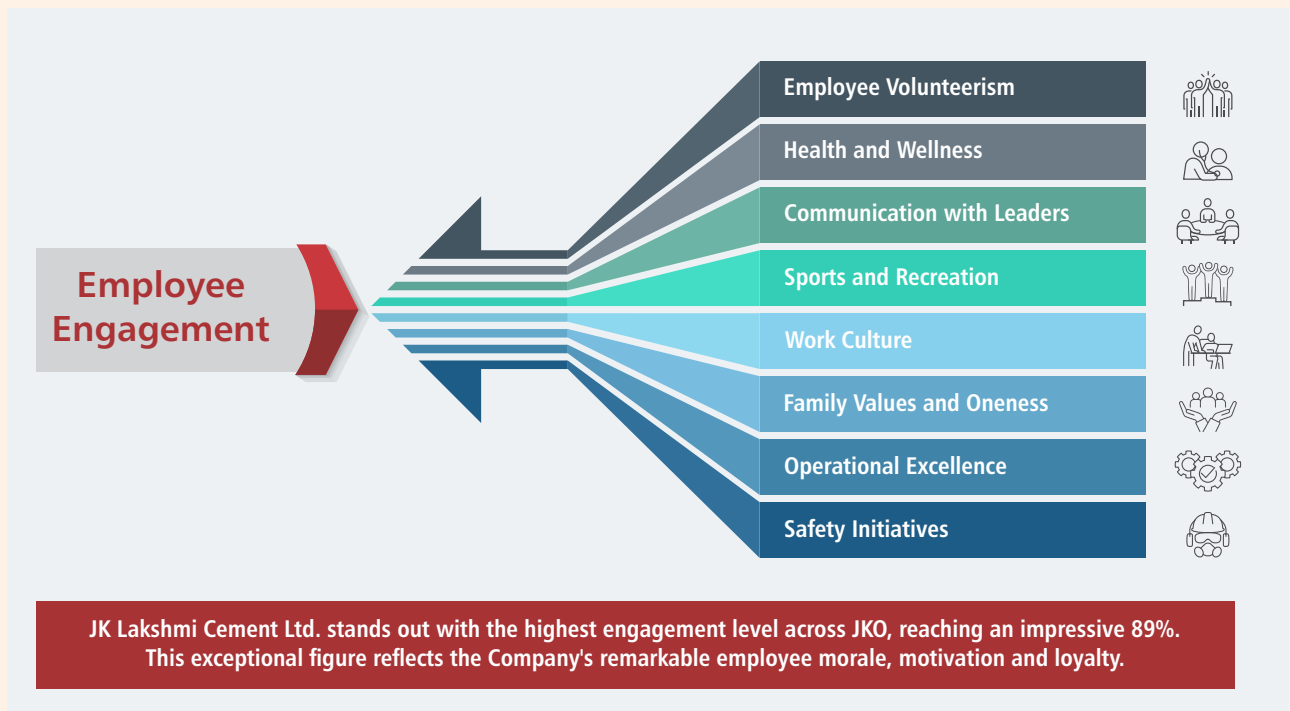 Employee
Engagement
Employee Volunteerism
Health and Wellness
Communication with Leaders
Sports and Recreation
Work Culture
Family Values and Oneness
Operational Excellence
Safety Initiatives
JK Lakshmi Cement Ltd. stands out with the highest engagement level across JKO, reaching an impressive 89%.
This exceptional figure reflects the Company's remarkable employee morale, motivation and loyalty.